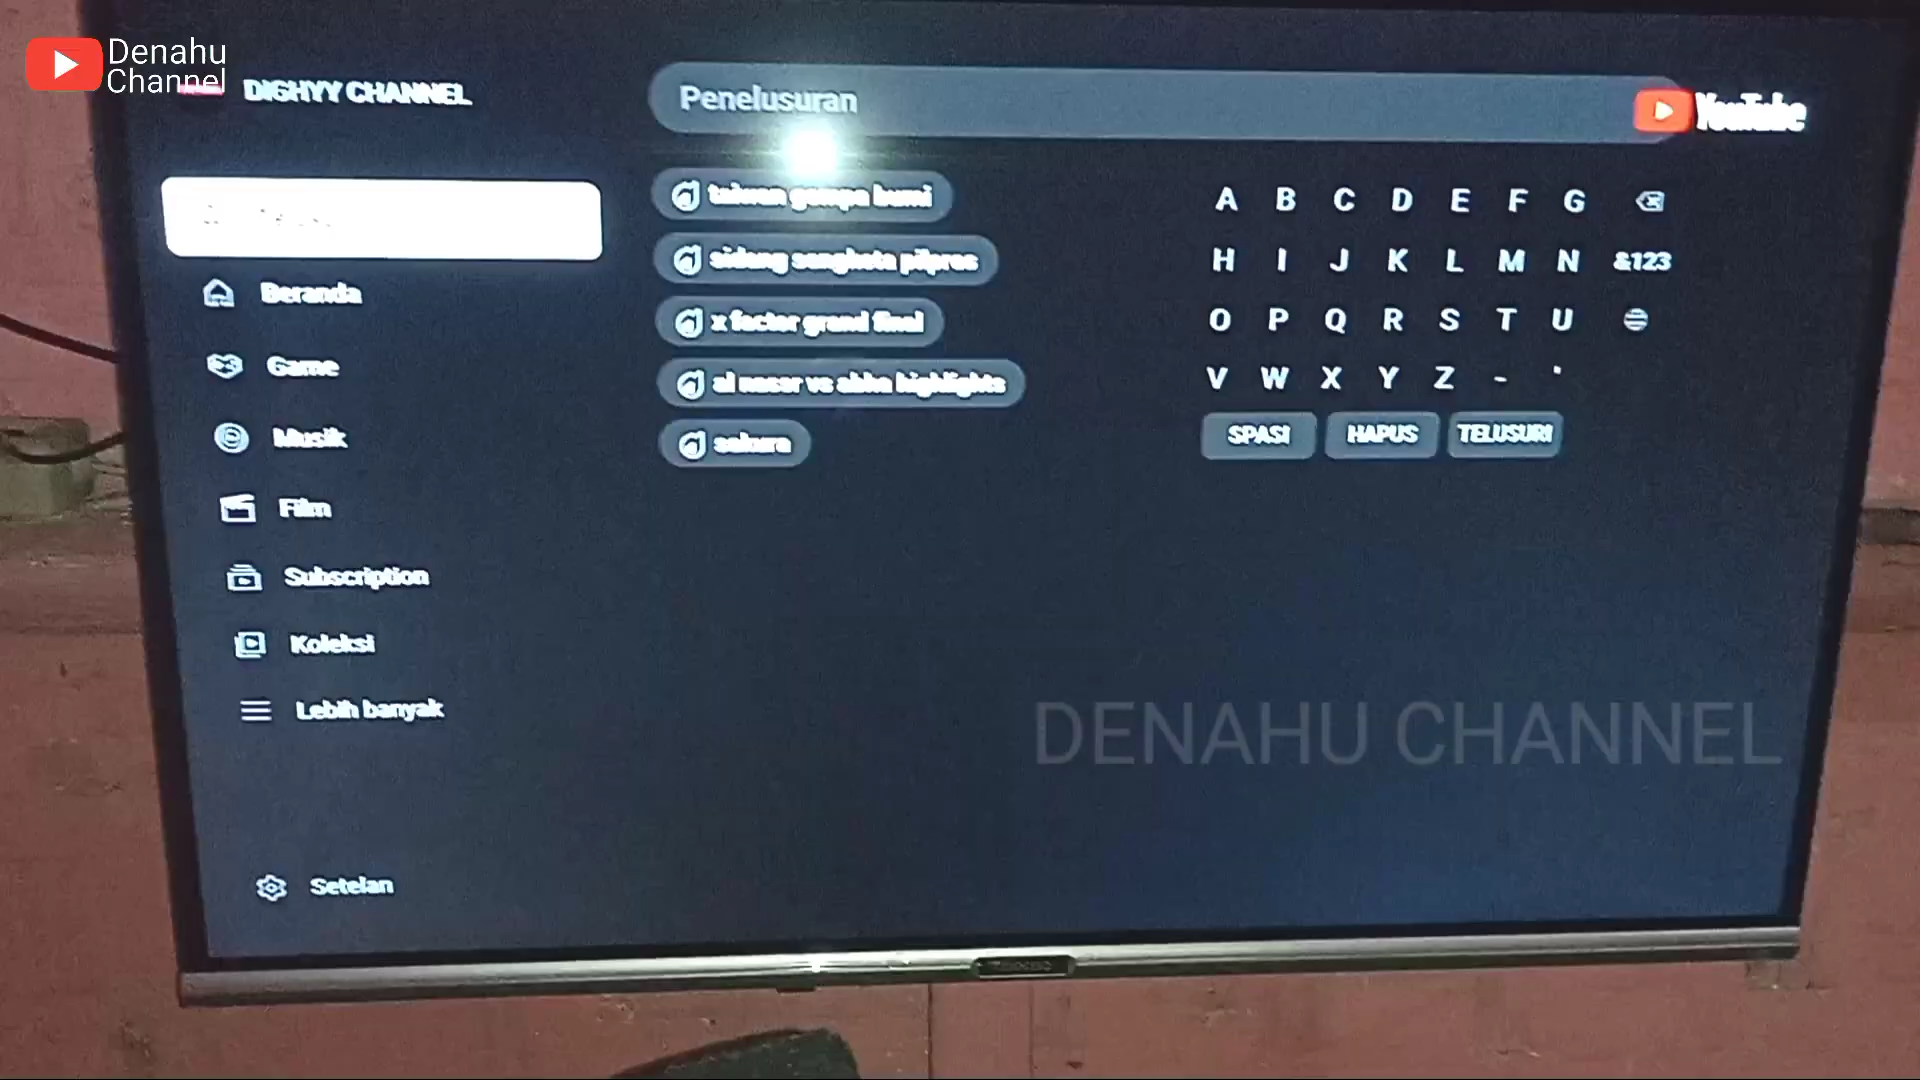 Denahu
Channel
DIGHYY CHANNEL
Penelusuran
YouTube
taiwan gempa bumi
sidang sengketa pilpres
x factor grand final
al nassr vs abha highlights
sakura
A B C D E F G
H I J K L M N &123
O P Q R S T U
V W X Y Z - '
SPASI HAPUS TELUSURI
Beranda
Game
Musik
Film
Subscription
Koleksi
Lebih banyak
Setelan
DENAHU CHANNEL